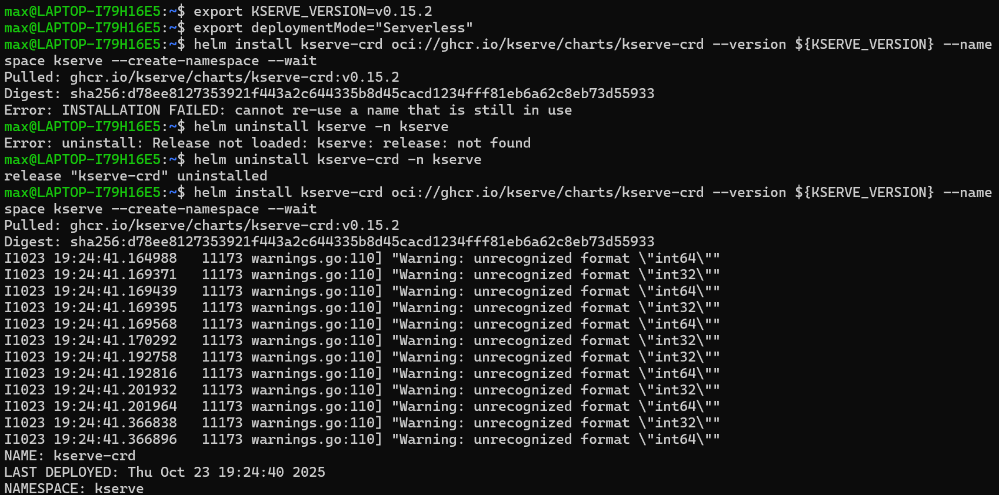 max@LAPTOP-I79H16E5:~$ export KSERVE_VERSION=v0.15.2
max@LAPTOP-I79H16E5:~$ export deploymentMode="Serverless"
max@LAPTOP-I79H16E5:~$ helm install kserve-crd oci://ghcr.io/kserve/charts/kserve-crd --version ${KSERVE_VERSION} --name
space kserve --create-namespace --wait
Pulled: ghcr.io/kserve/charts/kserve-crd:v0.15.2
Digest: sha256:d78ee8127353921f443a2c644335b8d45cacd1234fff81eb6a62c8eb73d55933
Error: INSTALLATION FAILED: cannot re-use a name that is still in use
max@LAPTOP-I79H16E5:~$ helm uninstall kserve -n kserve
Error: uninstall: Release not loaded: kserve: release: not found
max@LAPTOP-I79H16E5:~$ helm uninstall kserve-crd -n kserve
release "kserve-crd" uninstalled
max@LAPTOP-I79H16E5:~$ helm install kserve-crd oci://ghcr.io/kserve/charts/kserve-crd --version ${KSERVE_VERSION} --name
space kserve --create-namespace --wait
Pulled: ghcr.io/kserve/charts/kserve-crd:v0.15.2
Digest: sha256:d78ee8127353921f443a2c644335b8d45cacd1234fff81eb6a62c8eb73d55933
I1023 19:24:41.164988   11173 warnings.go:110] "Warning: unrecognized format \"int64\""
I1023 19:24:41.169371   11173 warnings.go:110] "Warning: unrecognized format \"int32\""
I1023 19:24:41.169439   11173 warnings.go:110] "Warning: unrecognized format \"int64\""
I1023 19:24:41.169395   11173 warnings.go:110] "Warning: unrecognized format \"int32\""
I1023 19:24:41.169568   11173 warnings.go:110] "Warning: unrecognized format \"int64\""
I1023 19:24:41.170292   11173 warnings.go:110] "Warning: unrecognized format \"int32\""
I1023 19:24:41.192758   11173 warnings.go:110] "Warning: unrecognized format \"int32\""
I1023 19:24:41.192816   11173 warnings.go:110] "Warning: unrecognized format \"int64\""
I1023 19:24:41.201932   11173 warnings.go:110] "Warning: unrecognized format \"int32\""
I1023 19:24:41.201964   11173 warnings.go:110] "Warning: unrecognized format \"int64\""
I1023 19:24:41.366838   11173 warnings.go:110] "Warning: unrecognized format \"int32\""
I1023 19:24:41.366896   11173 warnings.go:110] "Warning: unrecognized format \"int64\""
NAME: kserve-crd
LAST DEPLOYED: Thu Oct 23 19:24:40 2025
NAMESPACE: kserve